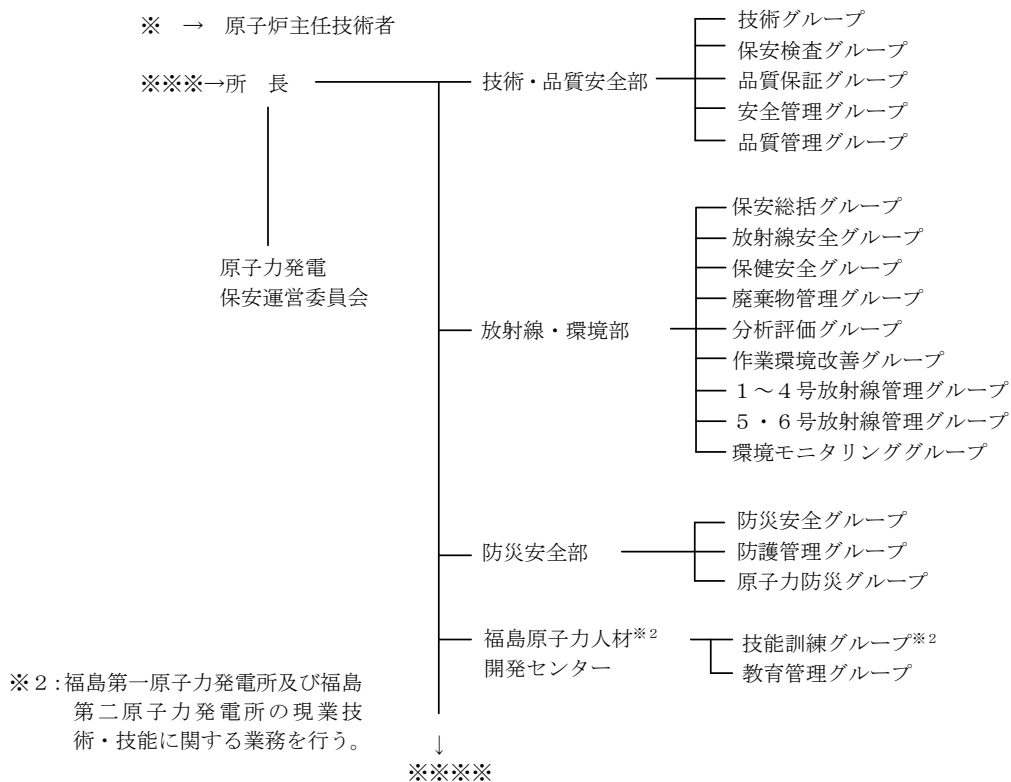 ※　→　原子炉主任技術者
※※※→所　長
原子力発電
保安運営委員会
技術・品質安全部
技術グループ
保安検査グループ
品質保証グループ
安全管理グループ
品質管理グループ
放射線・環境部
保安総括グループ
放射線安全グループ
保健安全グループ
廃棄物管理グループ
分析評価グループ
作業環境改善グループ
１～４号放射線管理グループ
５・６号放射線管理グループ
環境モニタリンググループ
防災安全部
防災安全グループ
防護管理グループ
原子力防災グループ
福島原子力人材※２
開発センター
技能訓練グループ※２
教育管理グループ
※２：福島第一原子力発電所及び福島
第二原子力発電所の現業技
術・技能に関する業務を行う。
↓
※※※※